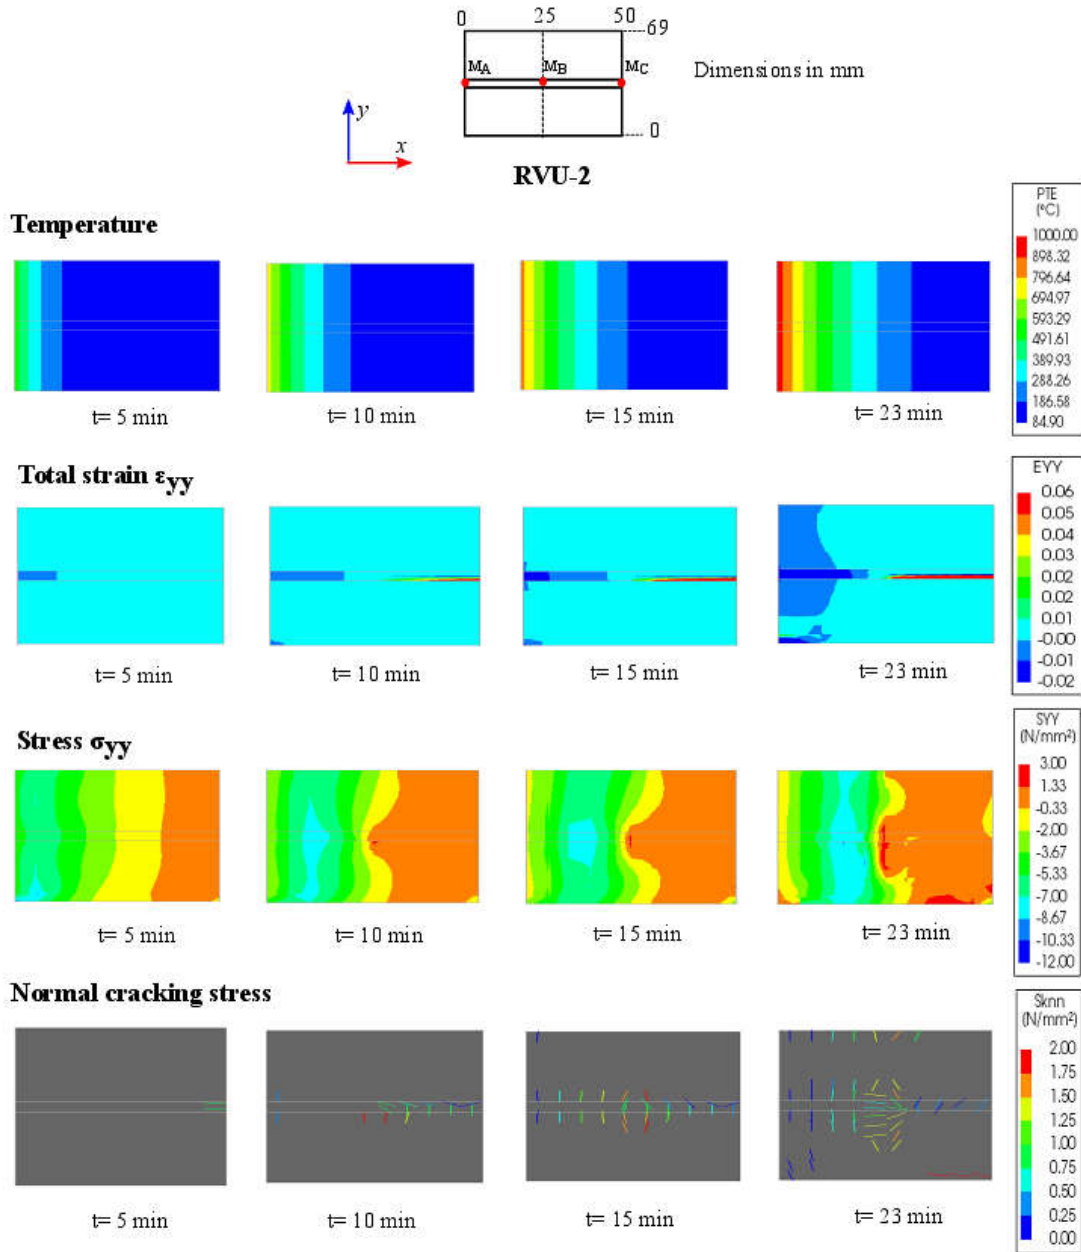 0 25 50
69
MA MB MC
Dimensions in mm
y
x
0
RVU-2
Temperature
PTE
(°C)
1000.00
898.32
796.64
694.97
593.29
491.61
389.93
288.26
186.58
84.90
t= 5 min t= 10 min t= 15 min t= 23 min
Total strain εyy
EYY
0.06
0.05
0.04
0.03
0.02
0.02
0.01
-0.00
-0.01
-0.02
t= 5 min t= 10 min t= 15 min t= 23 min
Stress σyy
SYY
(N/mm²)
3.00
1.33
-0.33
-2.00
-3.67
-5.33
-7.00
-8.67
-10.33
-12.00
t= 5 min t= 10 min t= 15 min t= 23 min
Normal cracking stress
Sknn
(N/mm²)
2.00
1.75
1.50
1.25
1.00
0.75
0.50
0.25
0.00
t= 5 min t= 10 min t= 15 min t= 23 min